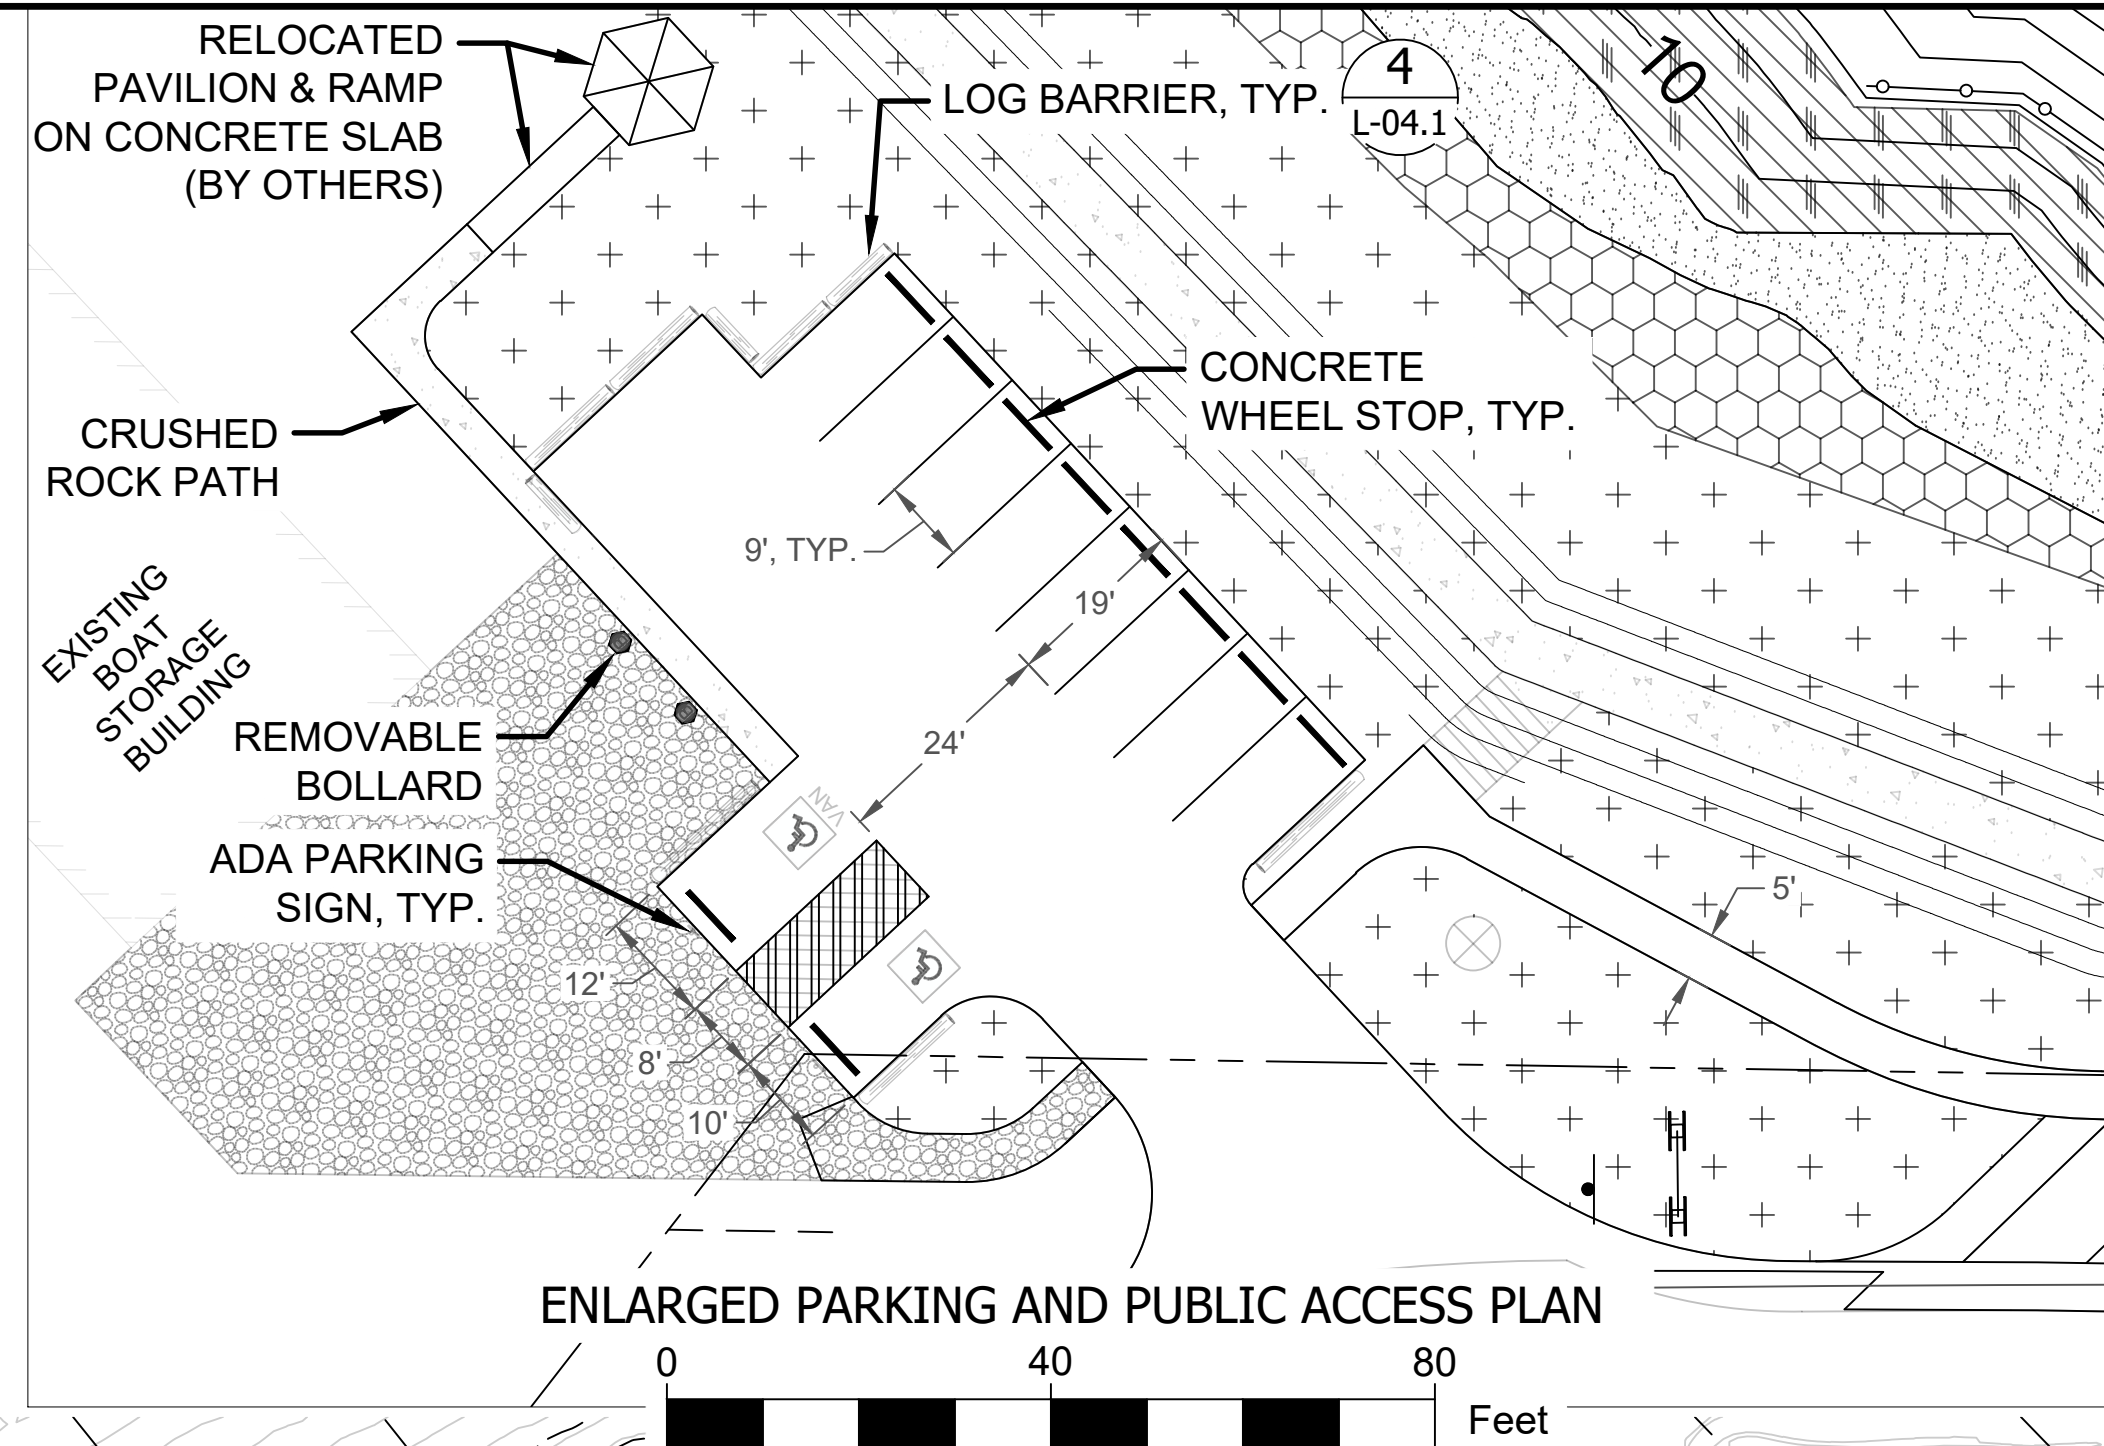 RELOCATED
PAVILION & RAMP
ON CONCRETE SLAB
(BY OTHERS)
LOG BARRIER, TYP.
4
L-04.1
10
CONCRETE
WHEEL STOP, TYP.
CRUSHED
ROCK PATH
9', TYP.
19'
24'
EXISTING
BOAT
STORAGE
BUILDING
REMOVABLE
BOLLARD
VAN
ADA PARKING
SIGN, TYP.
5'
12'
8'
10'
ENLARGED PARKING AND PUBLIC ACCESS PLAN
0 40 80
Feet